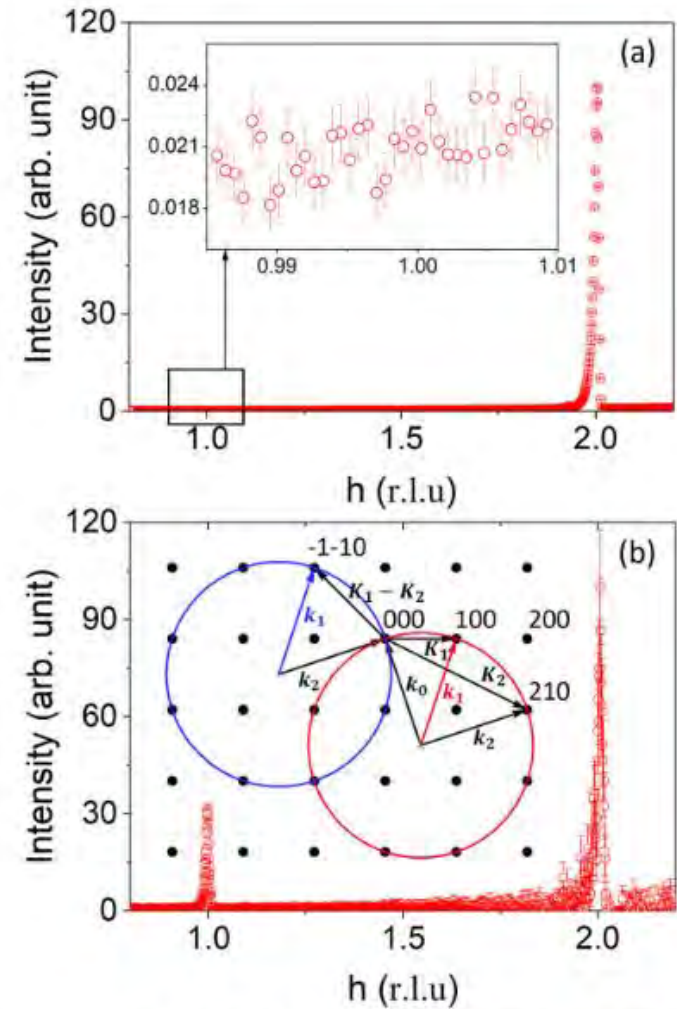 120
(a)
90
60
30
0
Intensity (arb. unit)
0.024
0.021
0.018
0.99
1.00
1.01
1.0
1.5
2.0
h (r.l.u)
120
(b)
90
60
30
0
Intensity (arb. unit)
-1-10
K₁ − K₂
000
100
200
k₁
K₁
K₂
k₂
k₀
k₁
210
k₂
1.0
1.5
2.0
h (r.l.u)